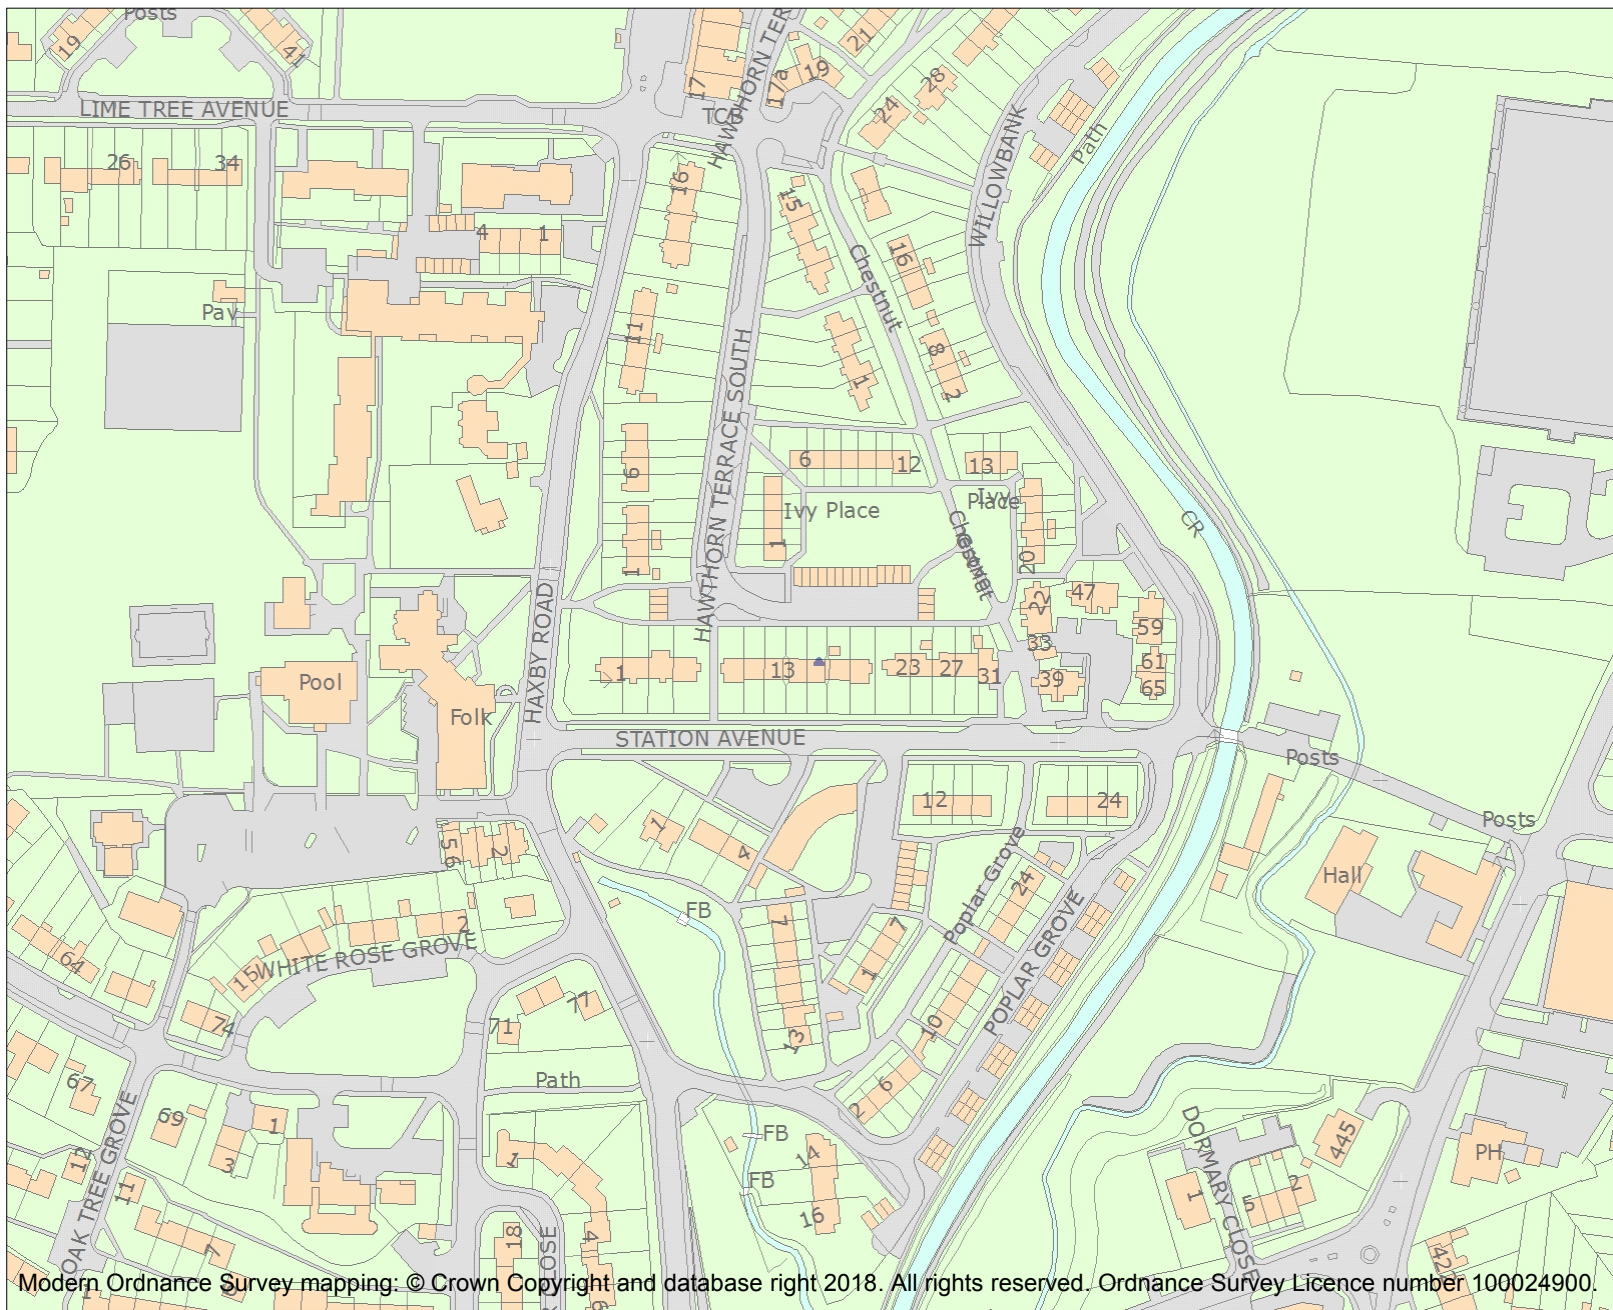 Posts
19
41
17
HAWTHORN TER
17a
19
21
28
24
TCB
LIME TREE AVENUE
26
34
WILLOWBANK
Path
16
15
4
1
Chestnut
16
Pav
11
8
1
2
HAWTHORN TERRACE SOUTH
9
6
12
13
Ivy
Place
Ivy Place
Chestnut
Grove
CR
1
1
20
HAXBY ROAD
22
47
59
33
61
65
39
Pool
Folk
1
13
23
27
31
STATION AVENUE
Posts
Posts
12
24
1
4
5
6
2
Hall
FB
7
7
1
24
Poplar Grove
POPLAR GROVE
2
WHITE ROSE GROVE
15
64
74
77
71
13
10
Path
6
2
67
69
1
3
12
11
OAK TREE GROVE
7
1
FB
FB
14
16
18
4
6
CLOSE
DORMARY CLOSE
1
5
2
445
PH
42
Modern Ordnance Survey mapping: © Crown Copyright and database right 2018. All rights reserved. Ordnance Survey Licence number 100024900.